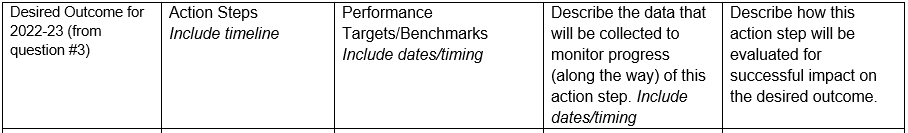 Desired Outcome for
2022-23 (from
question #3)
Action Steps
Include timeline
Performance
Targets/Benchmarks
Include dates/timing
Describe the data that
will be collected to
monitor progress
(along the way) of this
action step. Include
dates/timing
Describe how this
action step will be
evaluated for
successful impact on
the desired outcome.